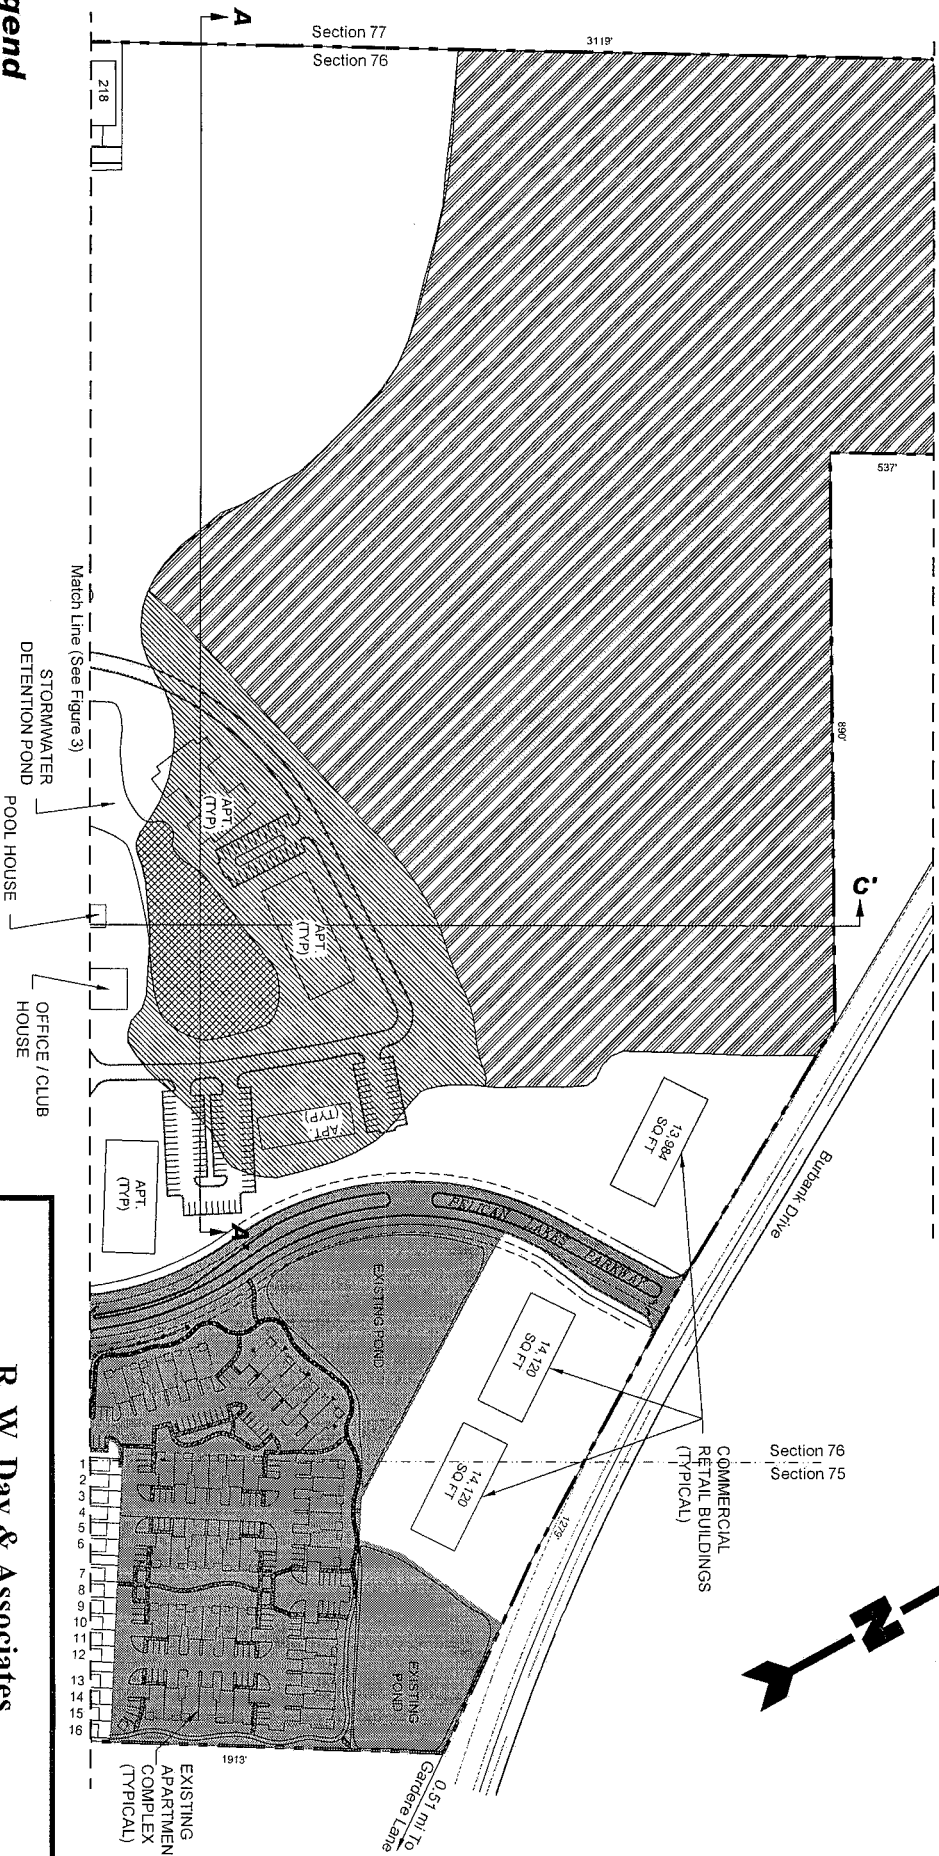 gend
A
Section 77
Section 76
3119'
218
537'
890'
Match Line (See Figure 3)
STORMWATER
DETENTION POND
POOL HOUSE
OFFICE / CLUB
HOUSE
APT.
(TYP)
APT.
(TYP)
APT.
(TYP)
APT.
(TYP)
C'
A'
13,984
SQ FT
Burbank Drive
PELICAN LAKES PARKWAY
EXISTING POND
14,120
SQ FT
14,120
SQ FT
COMMERCIAL
RETAIL BUILDINGS
(TYPICAL)
Section 76
Section 75
1279'
N
1
2
3
4
5
6
7
8
9
10
11
12
13
14
15
16
EXISTING
POND
1913'
EXISTING
APARTMEN
COMPLEX
(TYPICAL)
0.51 mi To
Gardere Lane
R. W. Day & Associates